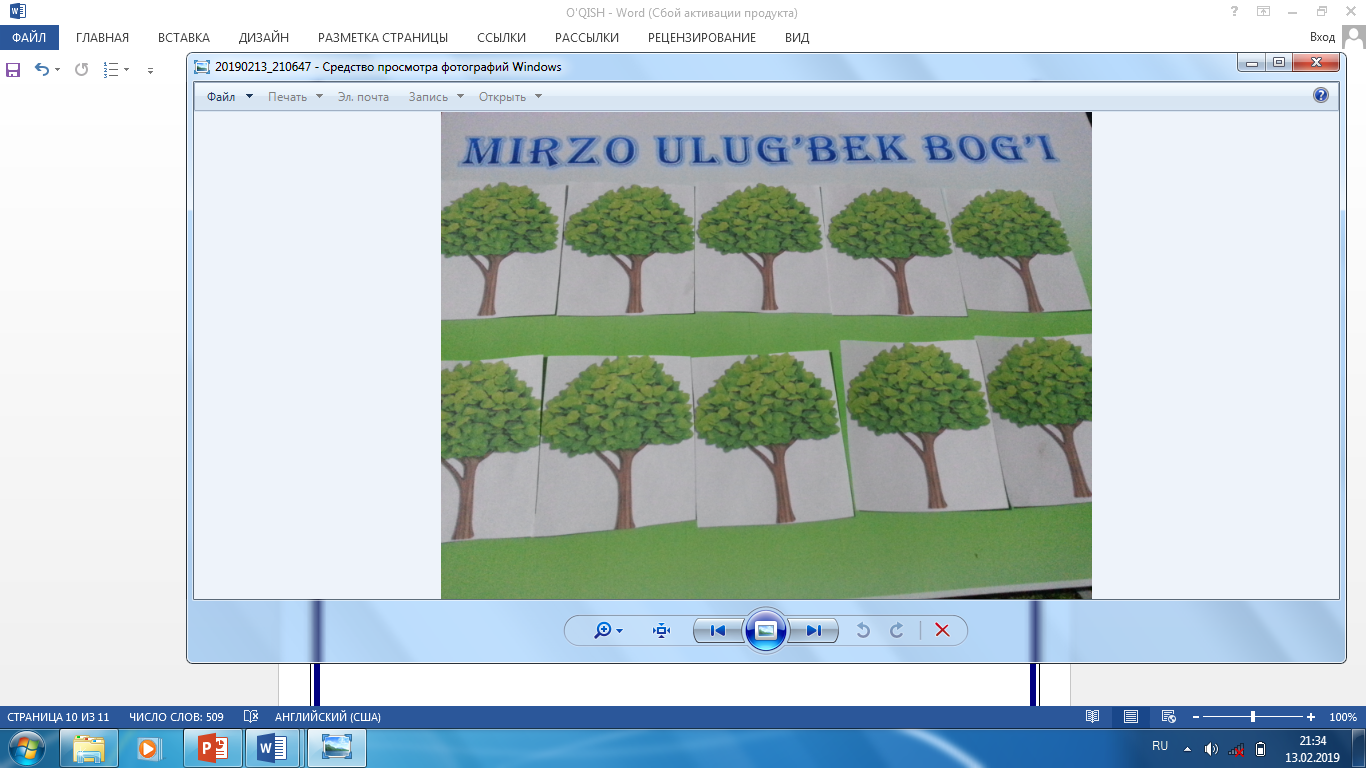 O'QISH - Word (Сбой активации продукта)
ФАЙЛ ГЛАВНАЯ ВСТАВКА ДИЗАЙН РАЗМЕТКА СТРАНИЦЫ ССЫЛКИ РАССЫЛКИ РЕЦЕНЗИРОВАНИЕ ВИД Вход
20190213_210647 - Средство просмотра фотографий Windows
Файл Печать Эл. почта Запись Открыть
MIRZO ULUG'BEK BOG'I
СТРАНИЦА 10 ИЗ 11 ЧИСЛО СЛОВ: 509 АНГЛИЙСКИЙ (США) 100%
RU 21:34
13.02.2019